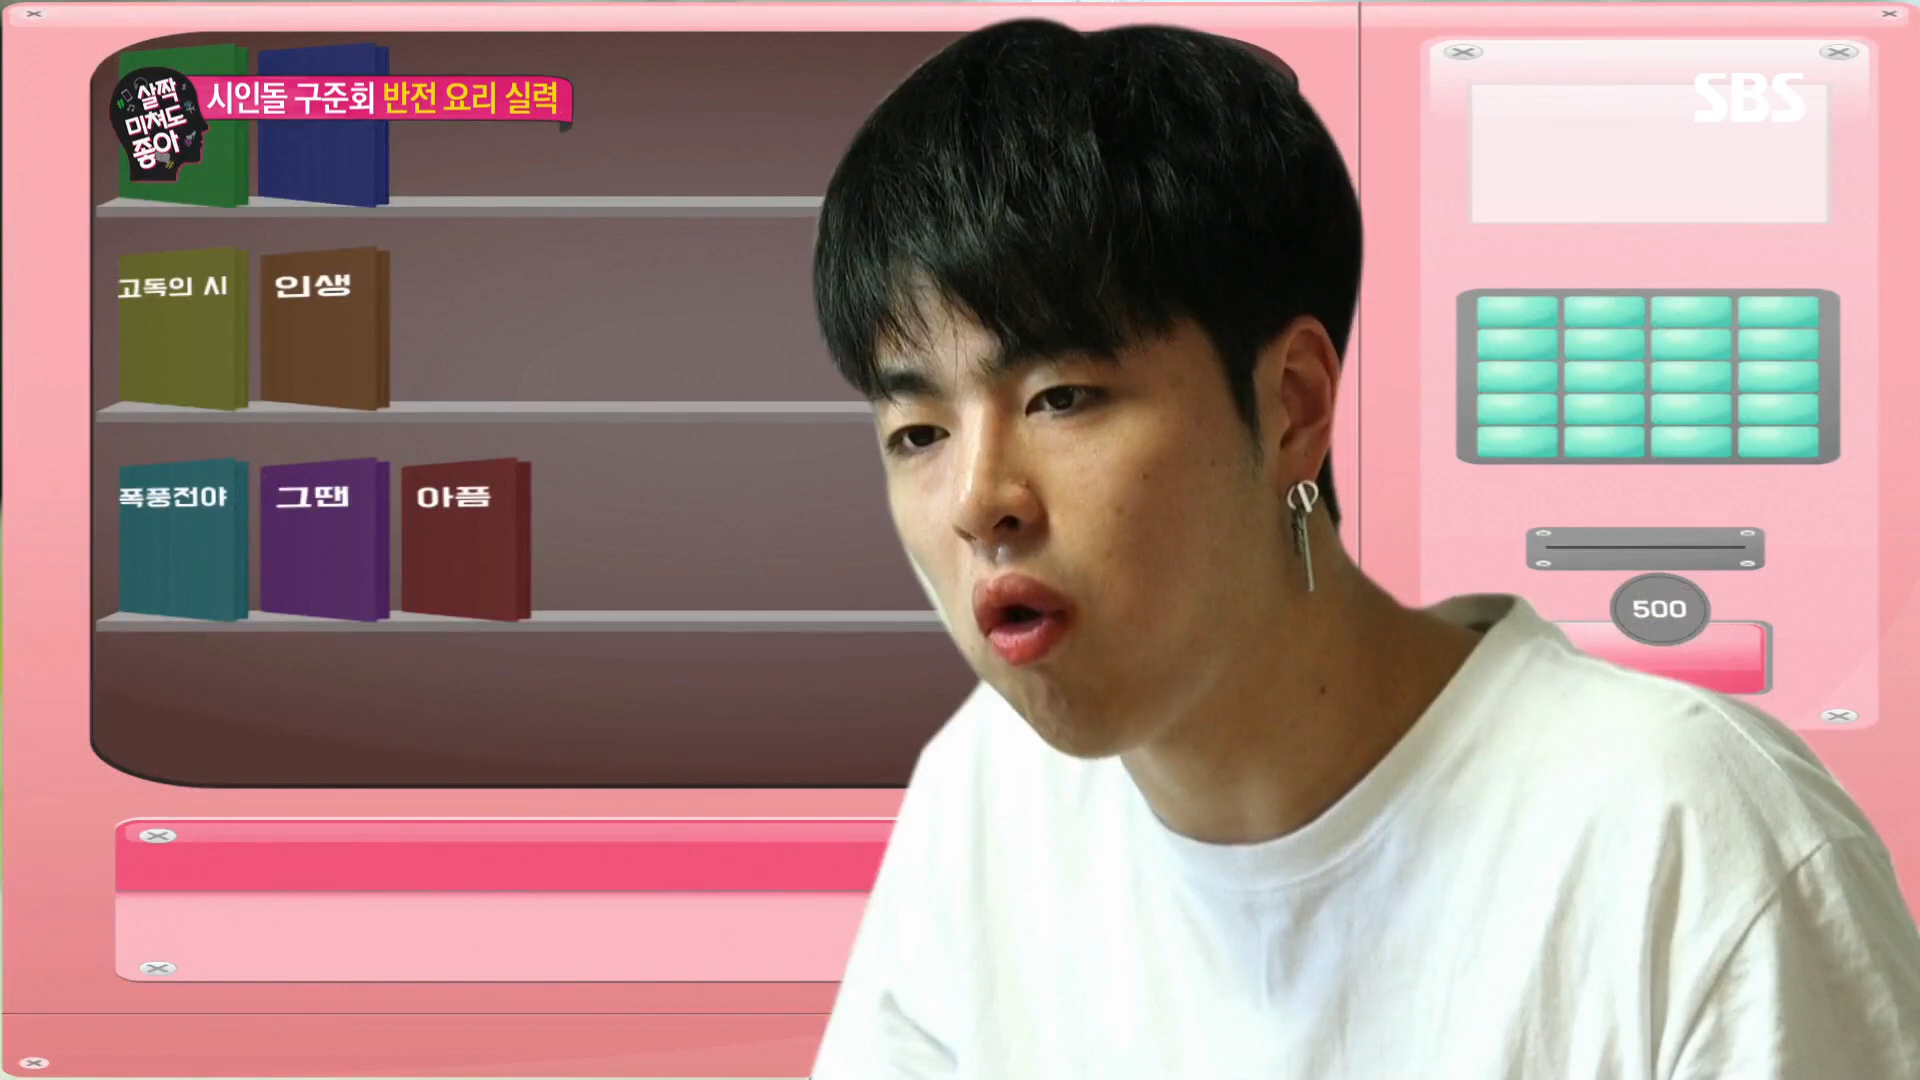 살짝
미쳐도
좋아
시인돌 구준회 반전 요리 실력
SBS
고독의 시
인생
폭풍전야
그땐
아픔
500